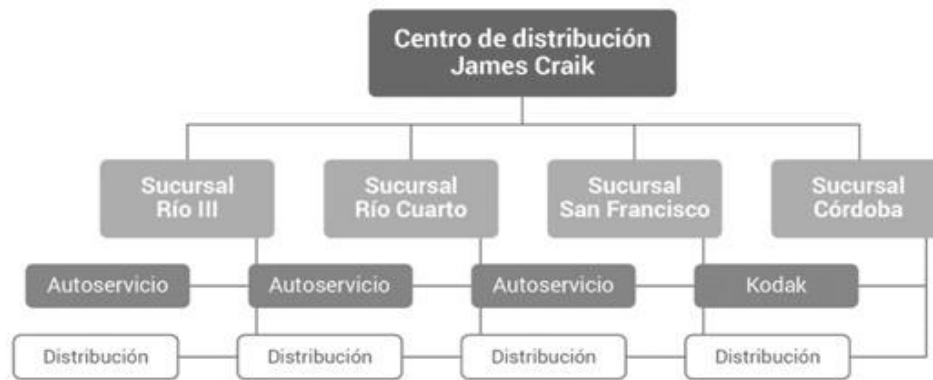 Centro de distribución
James Craik
Sucursal
Río III
Sucursal
Río Cuarto
Sucursal
San Francisco
Sucursal
Córdoba
Autoservicio
Autoservicio
Autoservicio
Kodak
Distribución
Distribución
Distribución
Distribución